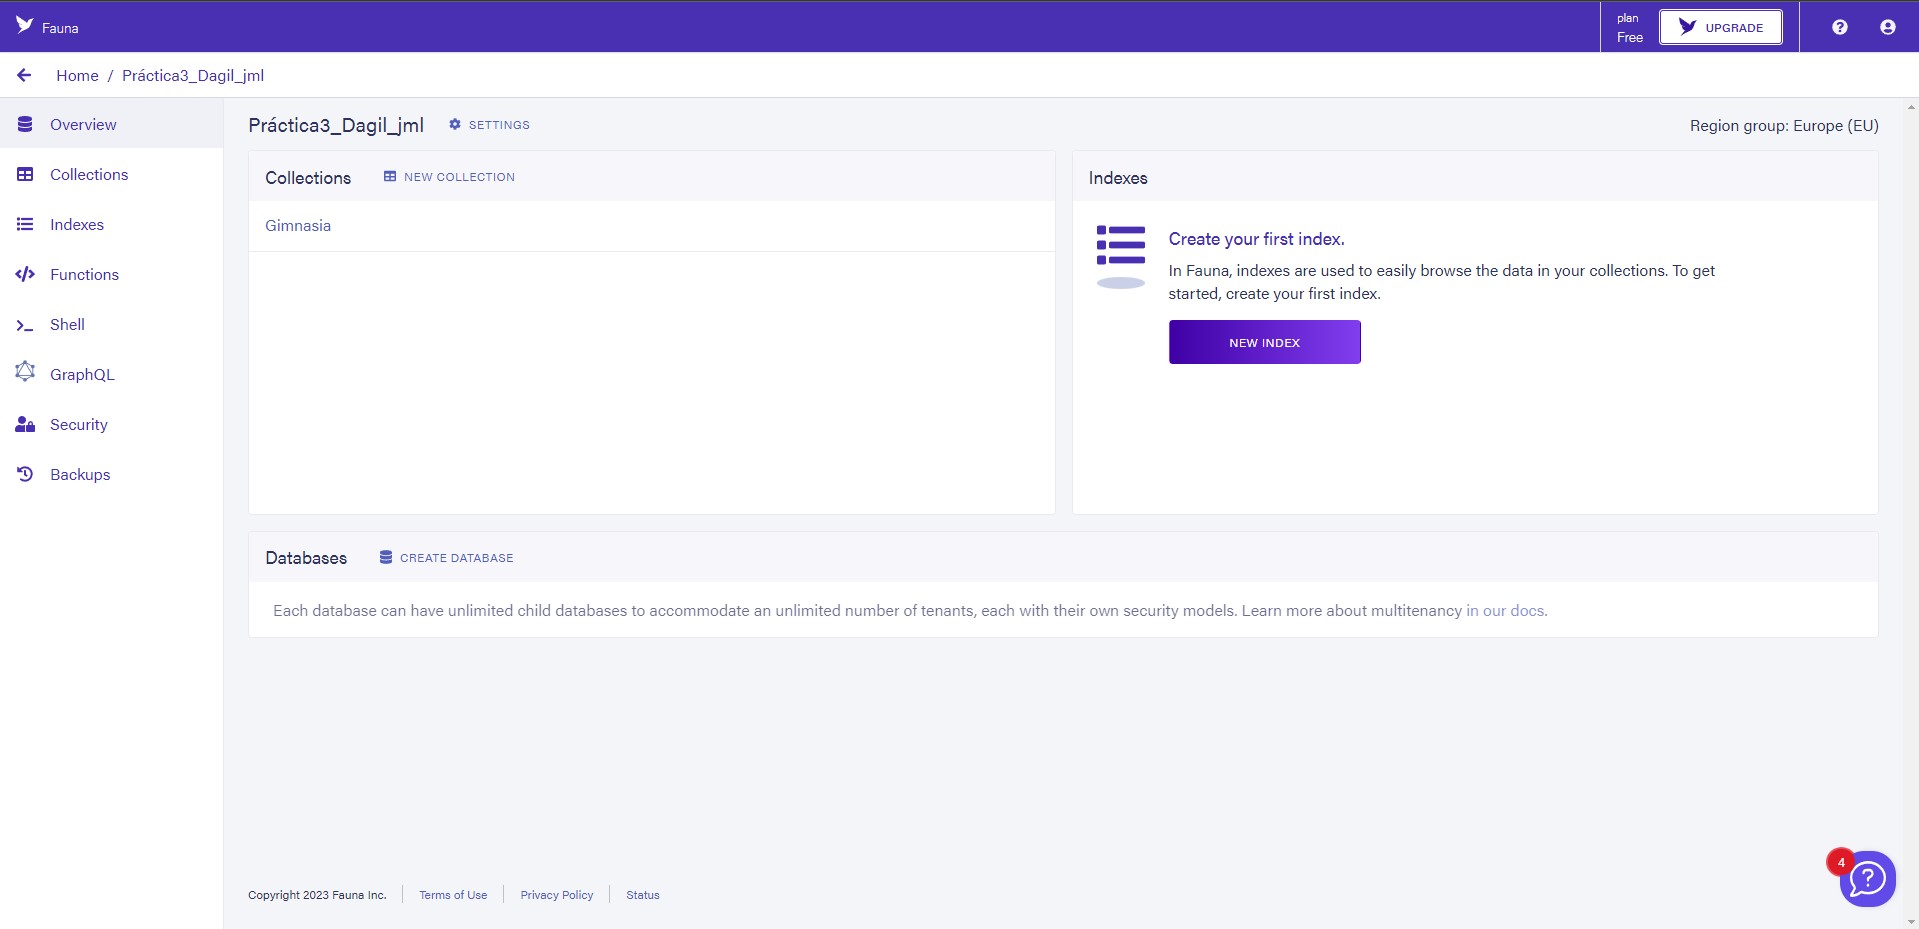 Fauna
plan
Free
UPGRADE
Home / Práctica3_Dagil_jml
Overview
Collections
Indexes
Functions
Shell
GraphQL
Security
Backups
Práctica3_Dagil_jml
SETTINGS
Region group: Europe (EU)
Collections
NEW COLLECTION
Gimnasia
Indexes
Create your first index.
In Fauna, indexes are used to easily browse the data in your collections. To get
started, create your first index.
NEW INDEX
Databases
CREATE DATABASE
Each database can have unlimited child databases to accommodate an unlimited number of tenants, each with their own security models. Learn more about multitenancy in our docs.
4
Copyright 2023 Fauna Inc.
Terms of Use
Privacy Policy
Status